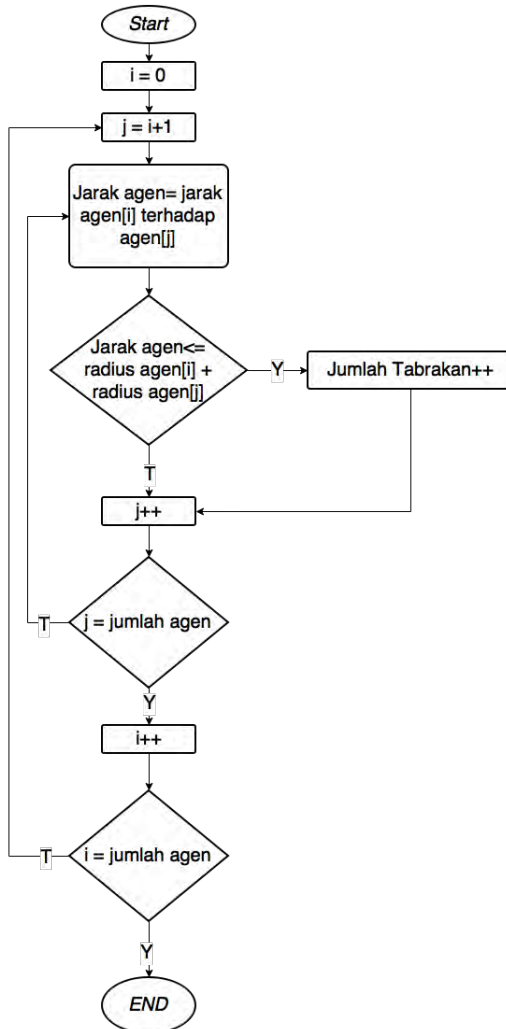 Start
i = 0
j = i+1
Jarak agen= jarak
agen[i] terhadap
agen[j]
Jarak agen<=
radius agen[i] +
radius agen[j]
Y
Jumlah Tabrakan++
T
j++
j = jumlah agen
T
Y
i++
i = jumlah agen
T
Y
END